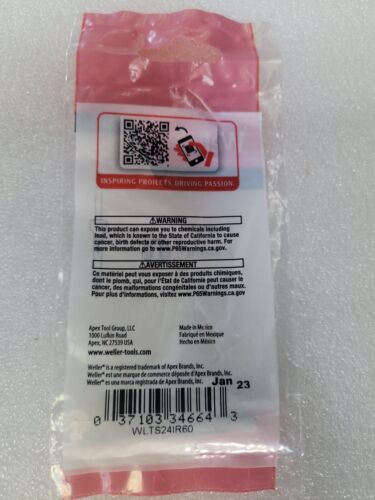 INSPIRING PROJECTS. DRIVING PASSION.
⚠WARNING
This product can expose you to chemicals including
lead, which is known to the State of California to cause
cancer, birth defects or other reproductive harm. For
more information go to www.P65Warnings.ca.gov.
⚠AVERTISSEMENT
Ce matériel peut vous exposer à des produits chimiques,
dont le plomb, qui, pour l'État de Californie peut causer le
cancer, des malformations congénitales ou d'autres maux.
Pour plus d'informations, visitez www.P65Warnings.ca.gov
Apex Tool Group, LLC
1000 Lufkin Road
Apex, NC 27539 USA
www.weller-tools.com
Made in Mexico
Fabriqué en Mexique
Hecho en México
Weller® is a registered trademark of Apex Brands, Inc.
Weller® est une marque de commerce déposée d'Apex Brands, Inc.
Weller® es una marca registrada de Apex Brands, Inc.
Jan 23
0 37103 34664 3
WLTS24IR60